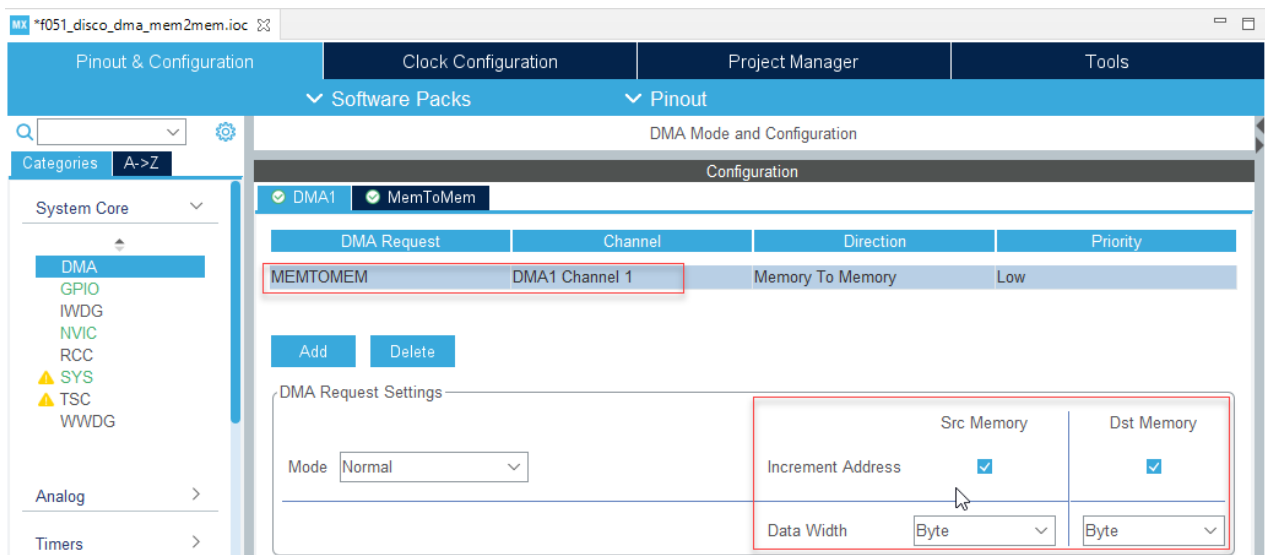 MX *f051_disco_dma_mem2mem.ioc
Pinout & Configuration Clock Configuration Project Manager Tools
Software Packs Pinout
DMA Mode and Configuration
Categories A->Z
Configuration
DMA1 MemToMem
System Core
DMA Request Channel Direction Priority
DMA
MEMTOMEM DMA1 Channel 1 Memory To Memory Low
GPIO
IWDG
NVIC
RCC
Add Delete
SYS
DMA Request Settings
TSC
WWDG
Src Memory Dst Memory
Mode Normal Increment Address
Analog
Data Width Byte Byte
Timers